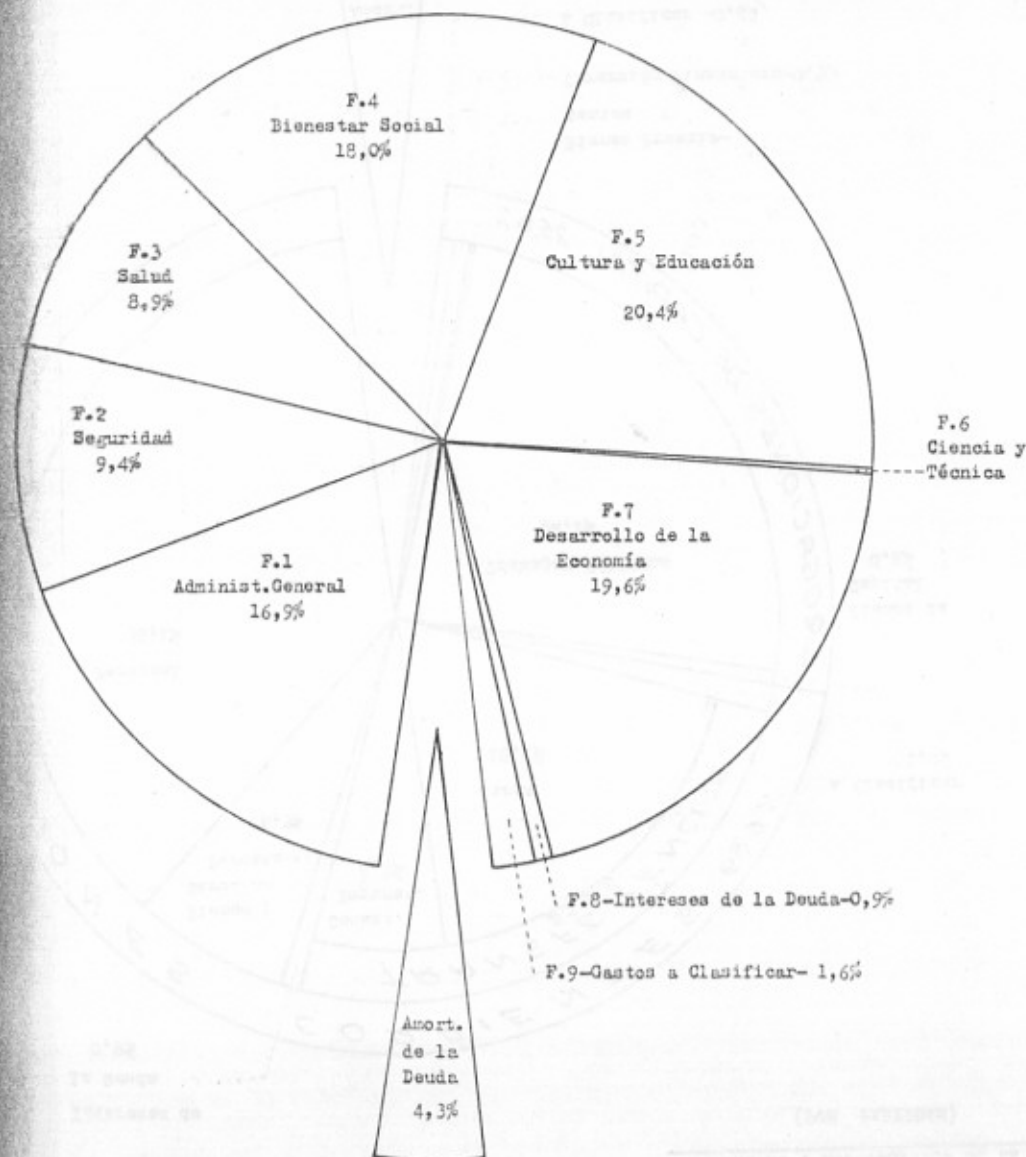 F.4
Bienestar Social
18,0%
F.3
Salud
8,9%
F.5
Cultura y Educación
20,4%
F.2
Seguridad
9,4%
F.6
Ciencia y
Técnica
F.1
Administ.General
16,9%
F.7
Desarrollo de la
Economía
19,6%
F.8-Intereses de la Deuda-0,9%
F.9-Gastos a Clasificar- 1,6%
Amort.
de la
Deuda
4,3%